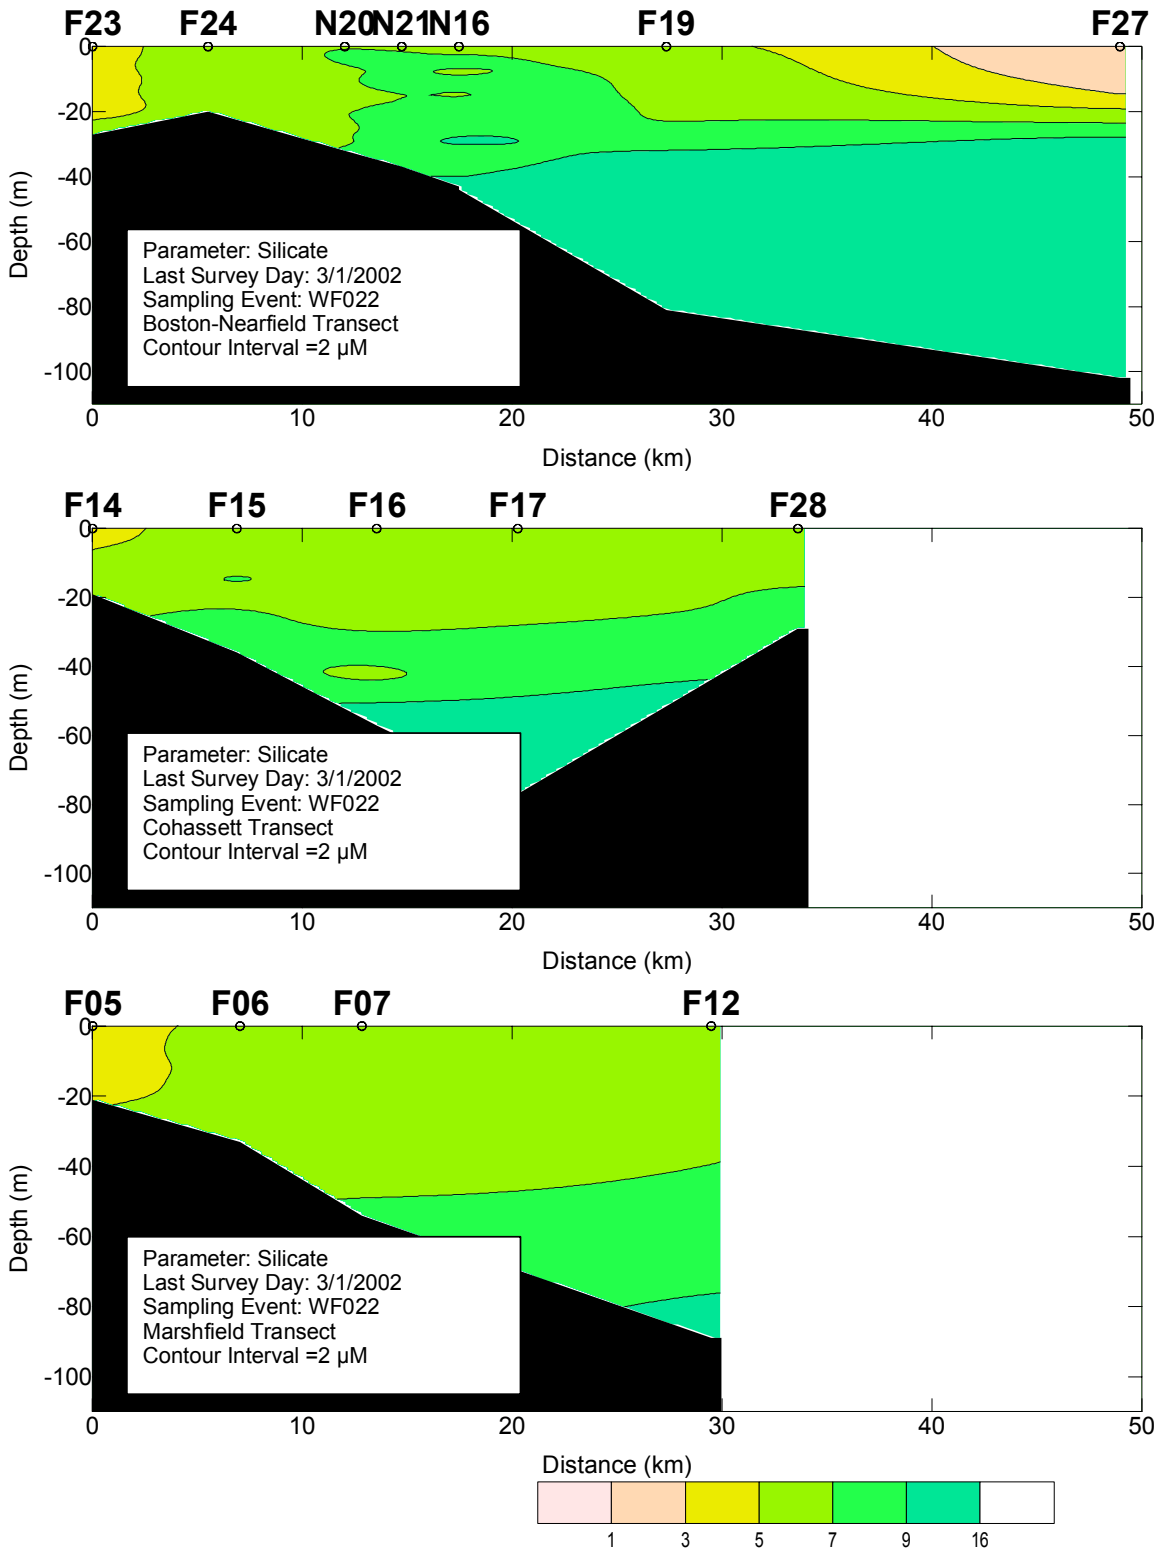 F23 F24 N20 N21 N16 F19 F27
0
-20
-40
-60
-80
-100
Depth (m)
Parameter: Silicate
Last Survey Day: 3/1/2002
Sampling Event: WF022
Boston-Nearfield Transect
Contour Interval =2 µM
0 10 20 30 40 50
Distance (km)
F14 F15 F16 F17 F28
0
-20
-40
-60
-80
-100
Depth (m)
Parameter: Silicate
Last Survey Day: 3/1/2002
Sampling Event: WF022
Cohassett Transect
Contour Interval =2 µM
0 10 20 30 40 50
Distance (km)
F05 F06 F07 F12
0
-20
-40
-60
-80
-100
Depth (m)
Parameter: Silicate
Last Survey Day: 3/1/2002
Sampling Event: WF022
Marshfield Transect
Contour Interval =2 µM
0 10 20 30 40 50
Distance (km)
1 3 5 7 9 16